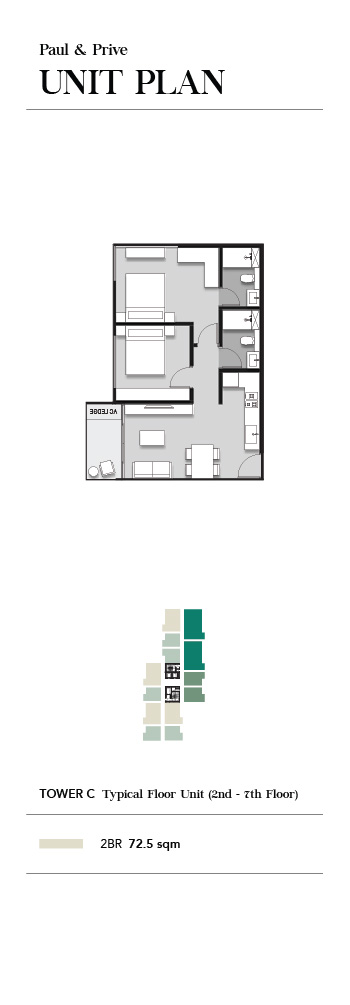 Paul & Prive
UNIT PLAN
AC LEDGE
TOWER C Typical Floor Unit (2nd - 7th Floor)
2BR 72.5 sqm